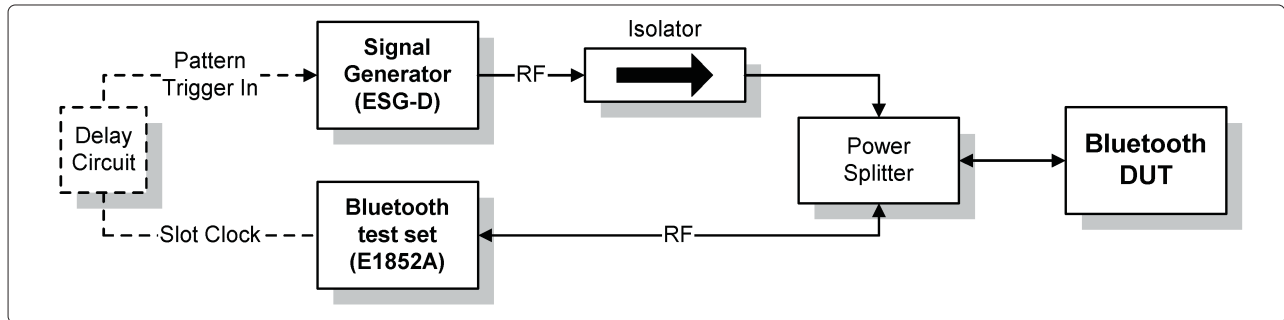 Isolator
Pattern
Trigger In
Signal
Generator
(ESG-D)
RF
Delay
Circuit
Power
Splitter
Bluetooth
DUT
Slot Clock
Bluetooth
test set
(E1852A)
RF